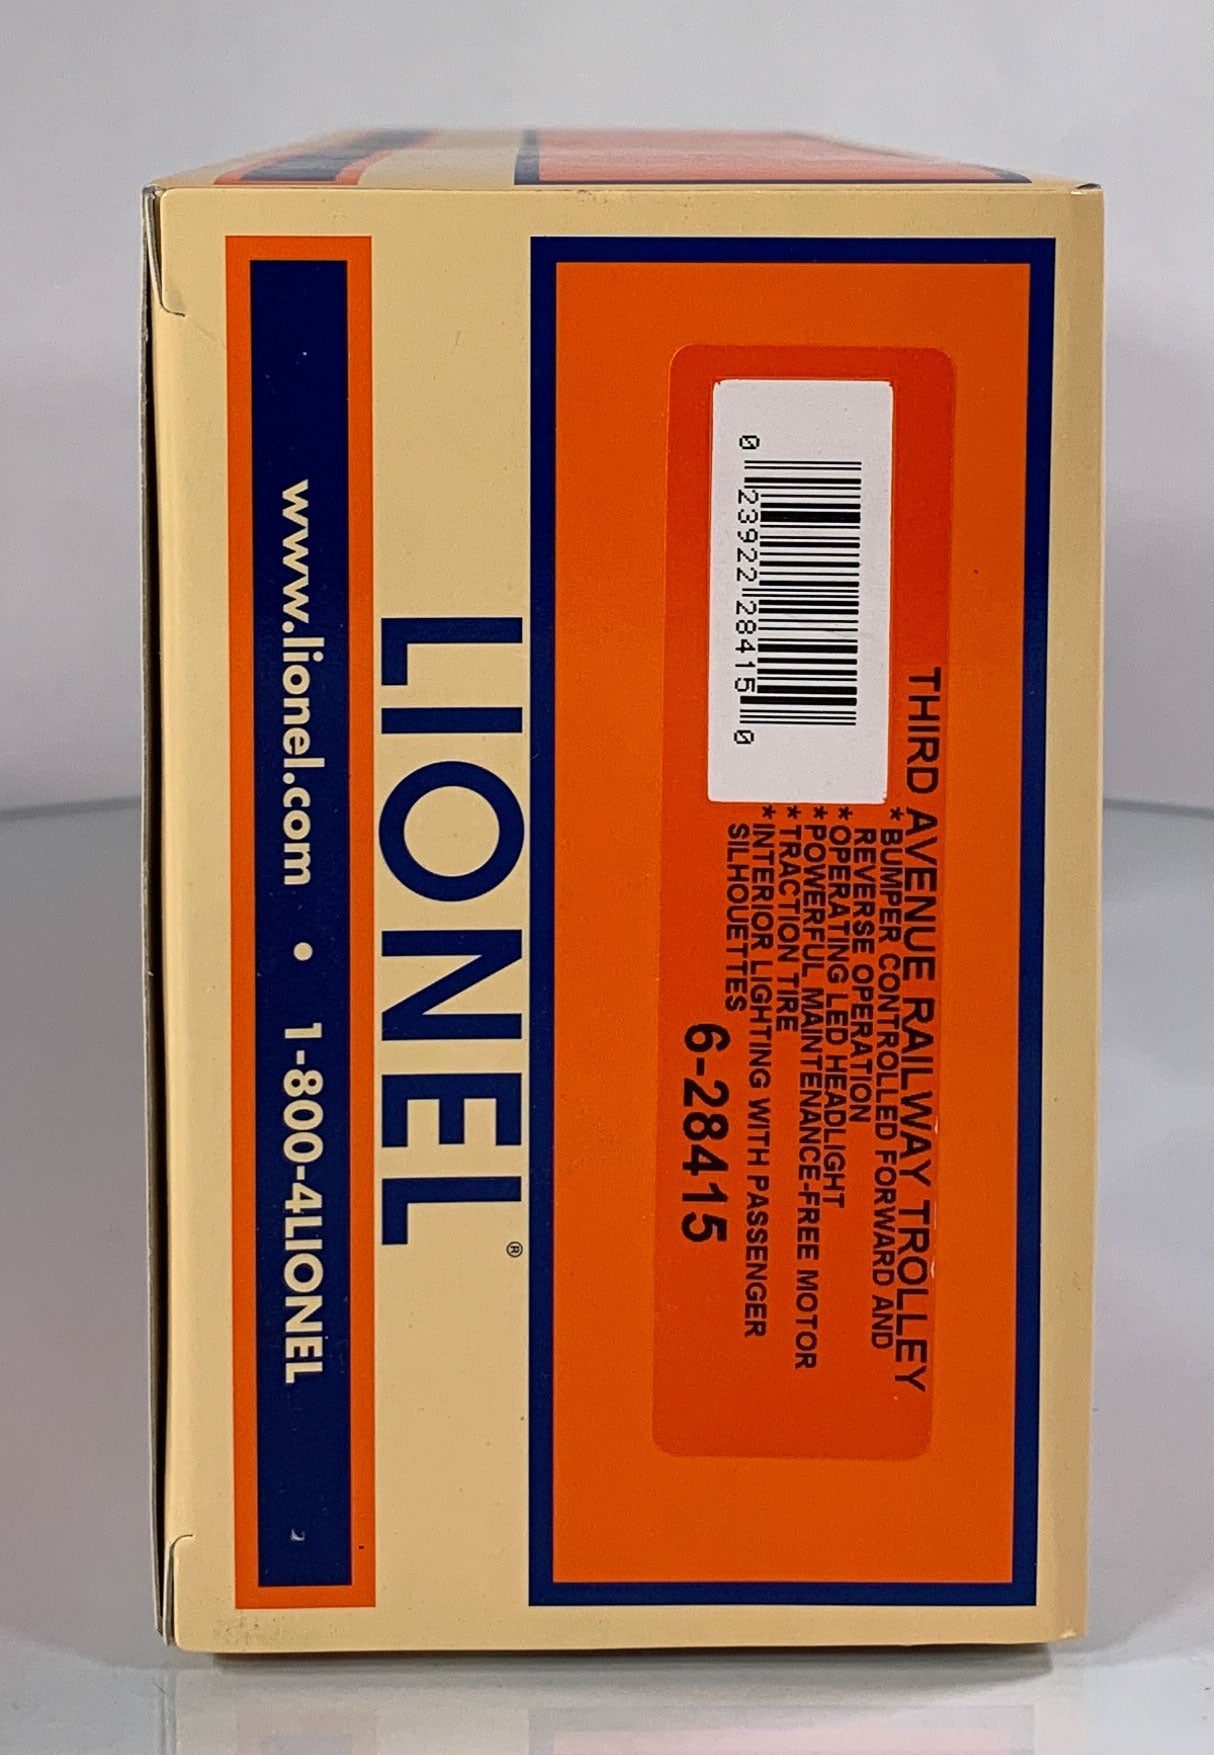 THIRD AVENUE RAILWAY TROLLEY
* BUMPER CONTROLLED FORWARD AND
REVERSE OPERATION
* OPERATING LED HEADLIGHT
* POWERFUL MAINTENANCE-FREE MOTOR
* TRACTION TIRE
* INTERIOR LIGHTING WITH PASSENGER
SILHOUETTES
6-28415
0 23922 28415 0
LIONEL®
www.lionel.com • 1-800-4LIONEL